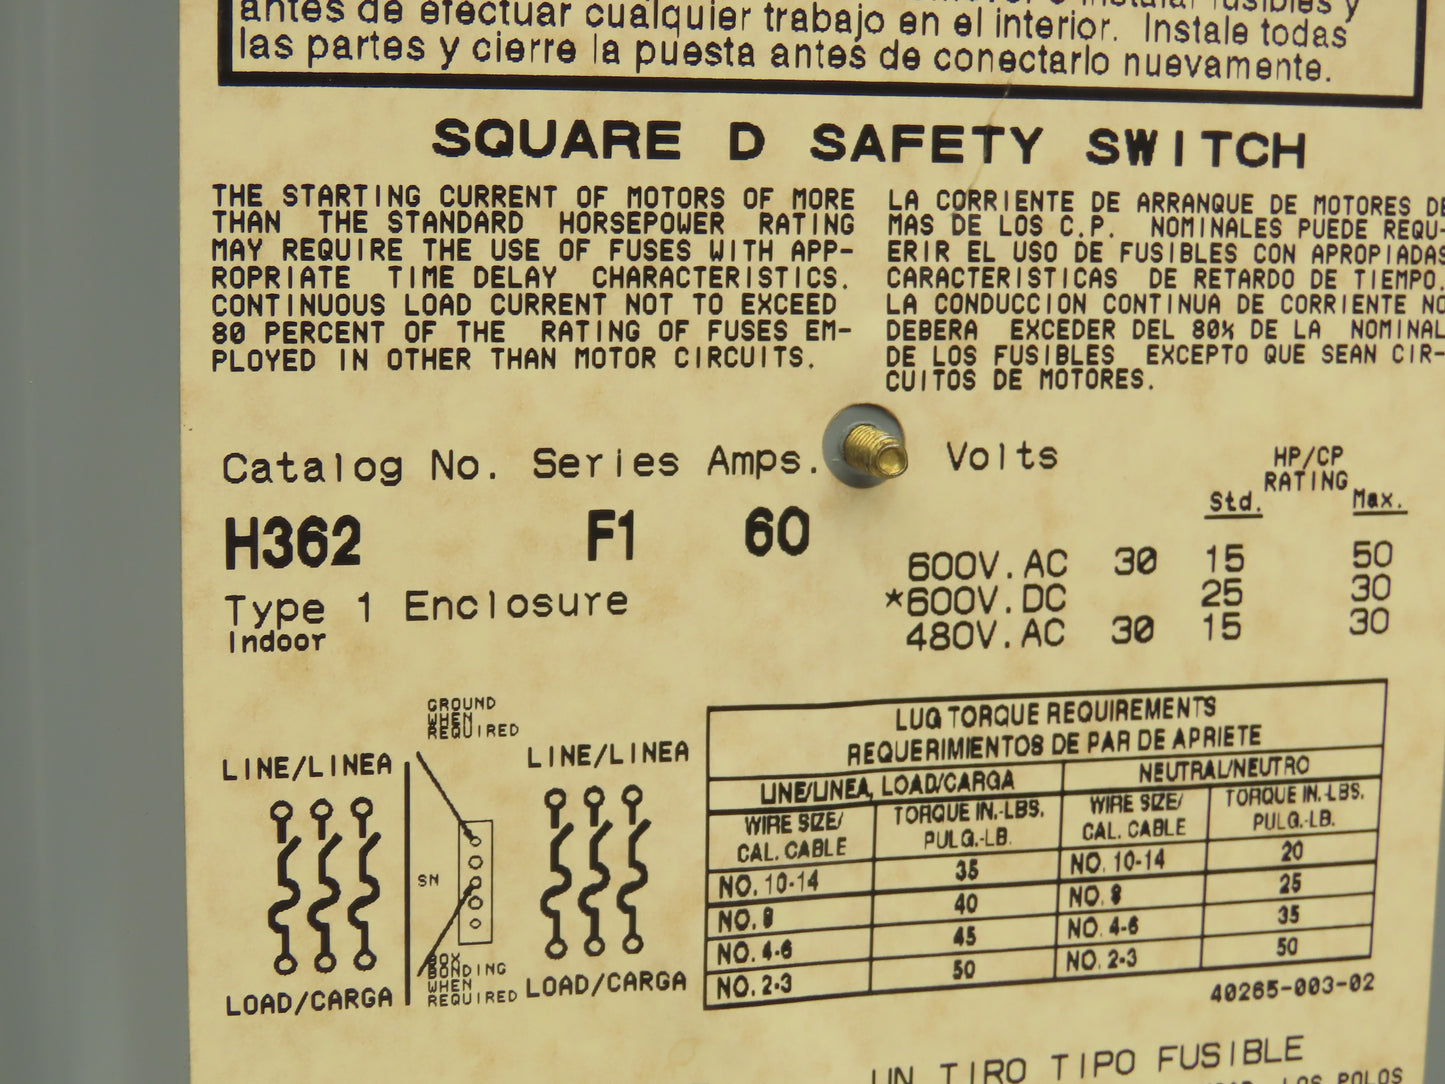 antes de efectuar cualquier trabajo en el interior. Instale todas
las partes y cierre la puesta antes de conectarlo nuevamente.
SQUARE D SAFETY SWITCH
THE STARTING CURRENT OF MOTORS OF MORE
THAN THE STANDARD HORSEPOWER RATING
MAY REQUIRE THE USE OF FUSES WITH APP-
ROPRIATE TIME DELAY CHARACTERISTICS.
CONTINUOUS LOAD CURRENT NOT TO EXCEED
80 PERCENT OF THE RATING OF FUSES EM-
PLOYED IN OTHER THAN MOTOR CIRCUITS.
LA CORRIENTE DE ARRANQUE DE MOTORES DE
MAS DE LOS C.P. NOMINALES PUEDE REQU-
ERIR EL USO DE FUSIBLES CON APROPIADAS
CARACTERISTICAS DE RETARDO DE TIEMPO.
LA CONDUCCION CONTINUA DE CORRIENTE NO
DEBERA EXCEDER DEL 80% DE LA NOMINAL
DE LOS FUSIBLES EXCEPTO QUE SEAN CIR-
CUITOS DE MOTORES.
Catalog No. Series Amps. Volts
HP/CP
RATING
Std. Max.
H362 F1 60
600V.AC 30 15 50
*600V.DC 25 30
480V.AC 30 15 30
Type 1 Enclosure
Indoor
GROUND
WHEN
REQUIRED
LINE/LINEA LINE/LINEA
SN
BOX
BONDING
WHEN
REQUIRED
LOAD/CARGA LOAD/CARGA
LUG TORQUE REQUIREMENTS
REQUERIMIENTOS DE PAR DE APRIETE
LINE/LINEA, LOAD/CARGA NEUTRAL/NEUTRO
WIRE SIZE/ TORQUE IN.-LBS. WIRE SIZE/ TORQUE IN.-LBS.
CAL. CABLE PULG.-LB. CAL. CABLE PULG.-LB.
NO. 10-14 35 NO. 10-14 20
NO. 8 40 NO. 8 25
NO. 4-6 45 NO. 4-6 35
NO. 2-3 50 NO. 2-3 50
40265-003-02
UN TIRO TIPO FUSIBLE
LOS POLOS